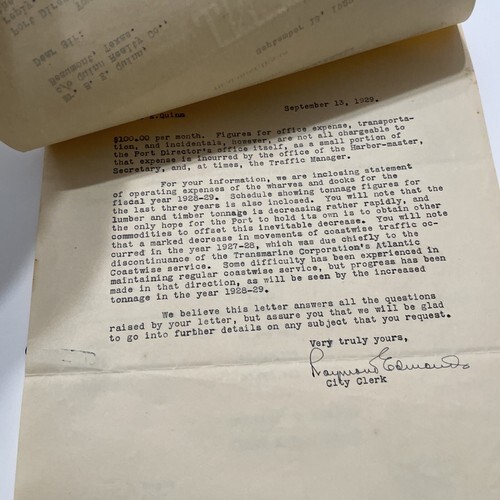 Dear Sir:
Quinn
September 13, 1929.
$100.00 per month. Figures for office expense, transporta-
tion, and incidentals, however, are not all chargeable to
the Port Director's office itself, as a small portion of
that expense is incurred by the office of the Harbor-master,
Secretary, and, at times, the Traffic Manager.
For your information, we are inclosing statement
of operating expenses of the wharves and docks for the
fiscal year 1928-29. Schedule showing tonnage figures for
the last three years is also inclosed. You will note that the
lumber and timber tonnage is decreasing rather rapidly, and
the only hope for the Port to hold its own is to obtain other
commodities to offset this inevitable decrease. You will note
that a marked decrease in movements of coastwise traffic oc-
curred in the year 1927-28, which was due chiefly to the
discontinuance of the Transmarine Corporation's Atlantic
Coastwise service. Some difficulty has been experienced in
maintaining regular coastwise service, but progress has been
made in that direction, as will be seen by the increased
tonnage in the year 1928-29.
We believe this letter answers all the questions
raised by your letter, but assure you that we will be glad
to go into further details on any subject that you request.
Very truly yours,
Raymond Edmonds
City Clerk